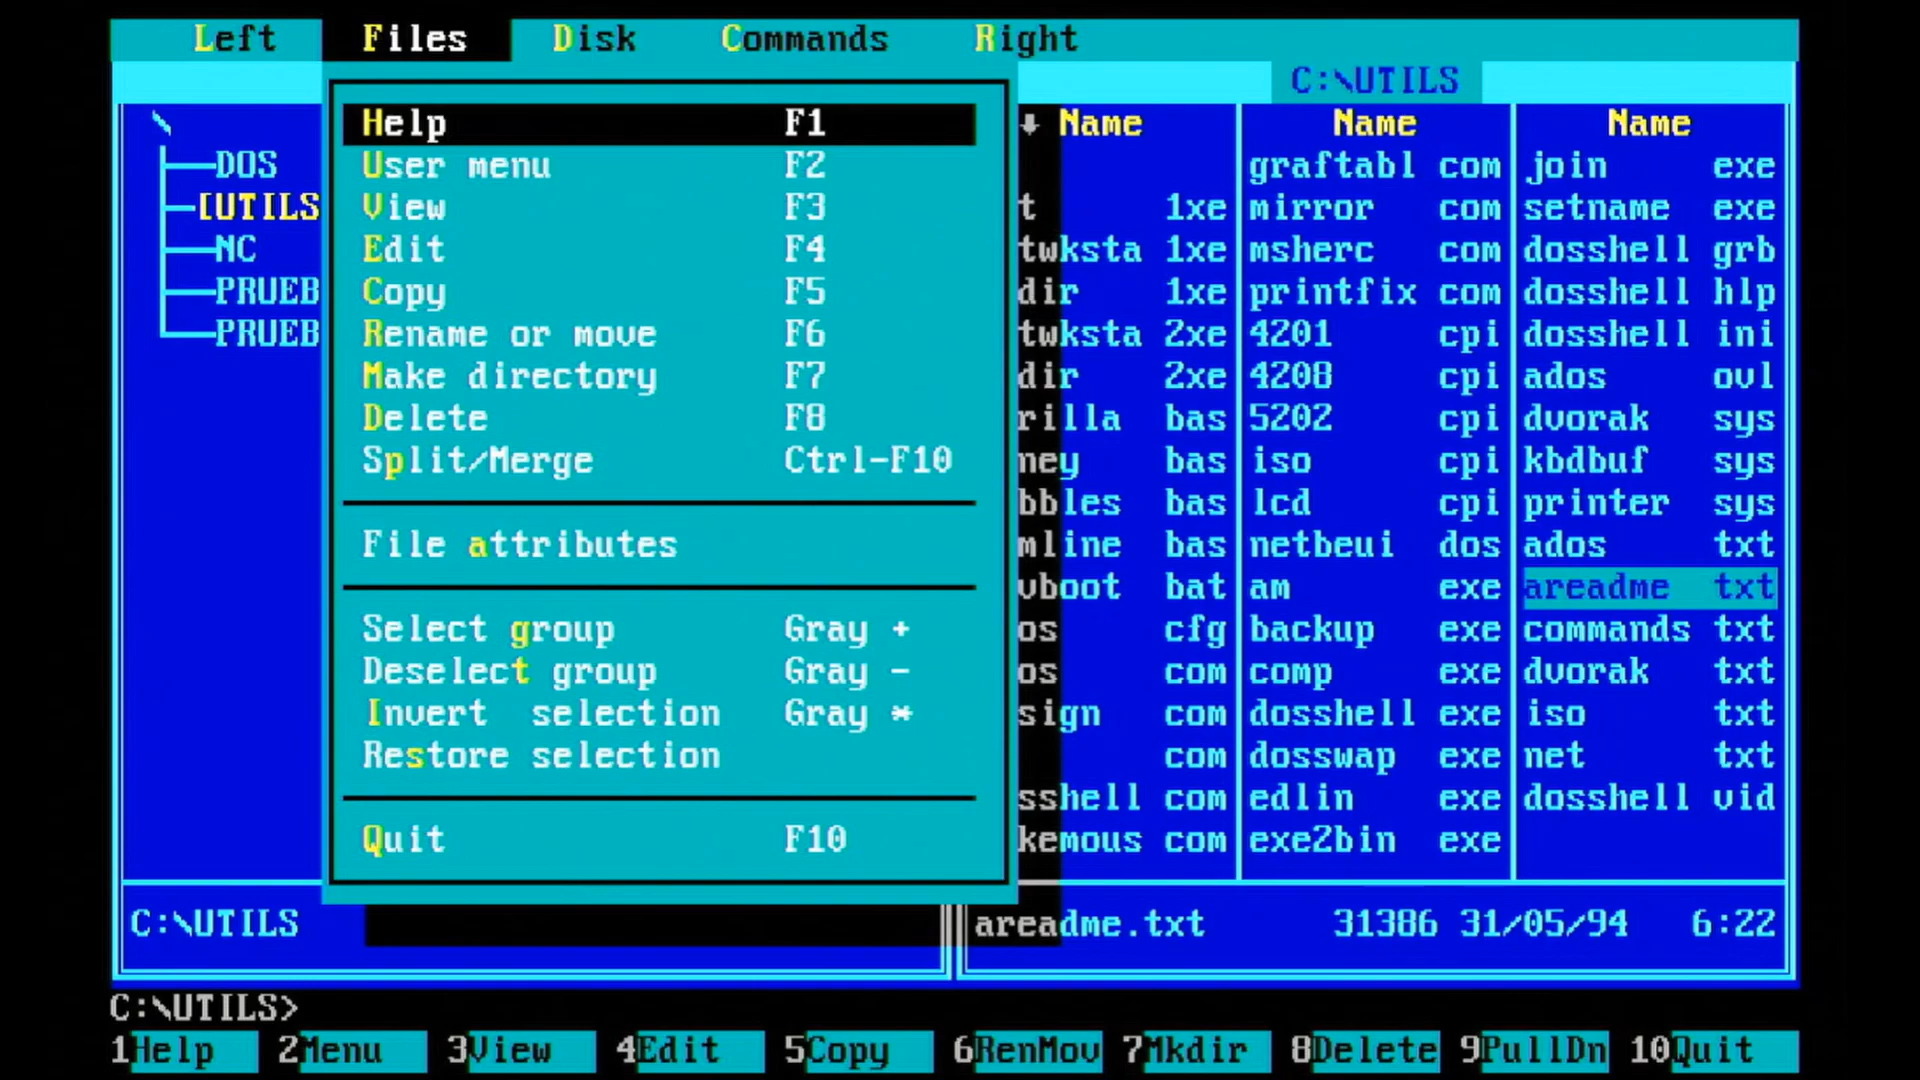 Left Files Disk Commands Right
C:\UTILS
Help F1
User menu F2
View F3
Edit F4
Copy F5
Rename or move F6
Make directory F7
Delete F8
Split/Merge Ctrl-F10
File attributes
Select group Gray +
Deselect group Gray -
Invert selection Gray *
Restore selection
Quit F10
\
DOS
[UTILS
NC
PRUEB
PRUEB
C:\UTILS
↓ Name Name Name
graftabl com join exe
t 1xe mirror com setname exe
twksta 1xe msherc com dosshell grb
dir 1xe printfix com dosshell hlp
twksta 2xe 4201 cpi dosshell ini
dir 2xe 4208 cpi ados ovl
rilla bas 5202 cpi dvorak sys
ney bas iso cpi kbdbuf sys
bbles bas lcd cpi printer sys
mline bas netbeui dos ados txt
vboot bat am exe areadme txt
os cfg backup exe commands txt
os com comp exe dvorak txt
sign com dosshell exe iso txt
com dosswap exe net txt
sshell com edlin exe dosshell vid
kemous com exe2bin exe
areadme.txt 31386 31/05/94 6:22
C:\UTILS>
1Help 2Menu 3View 4Edit 5Copy 6RenMov 7Mkdir 8Delete 9PullDn 10Quit